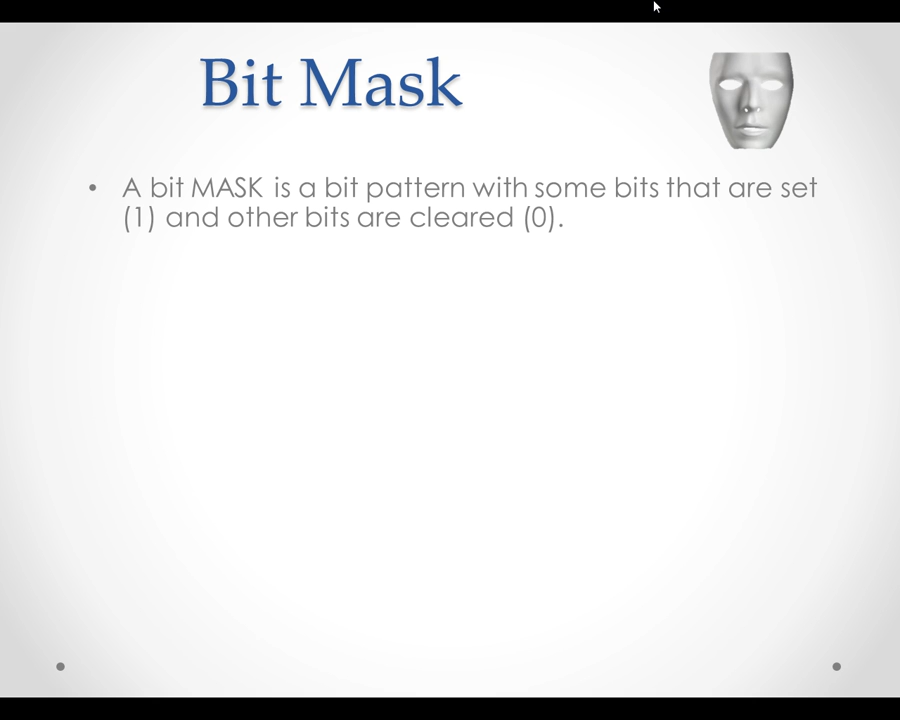 Bit Mask
• A bit MASK is a bit pattern with some bits that are set
(1) and other bits are cleared (0).